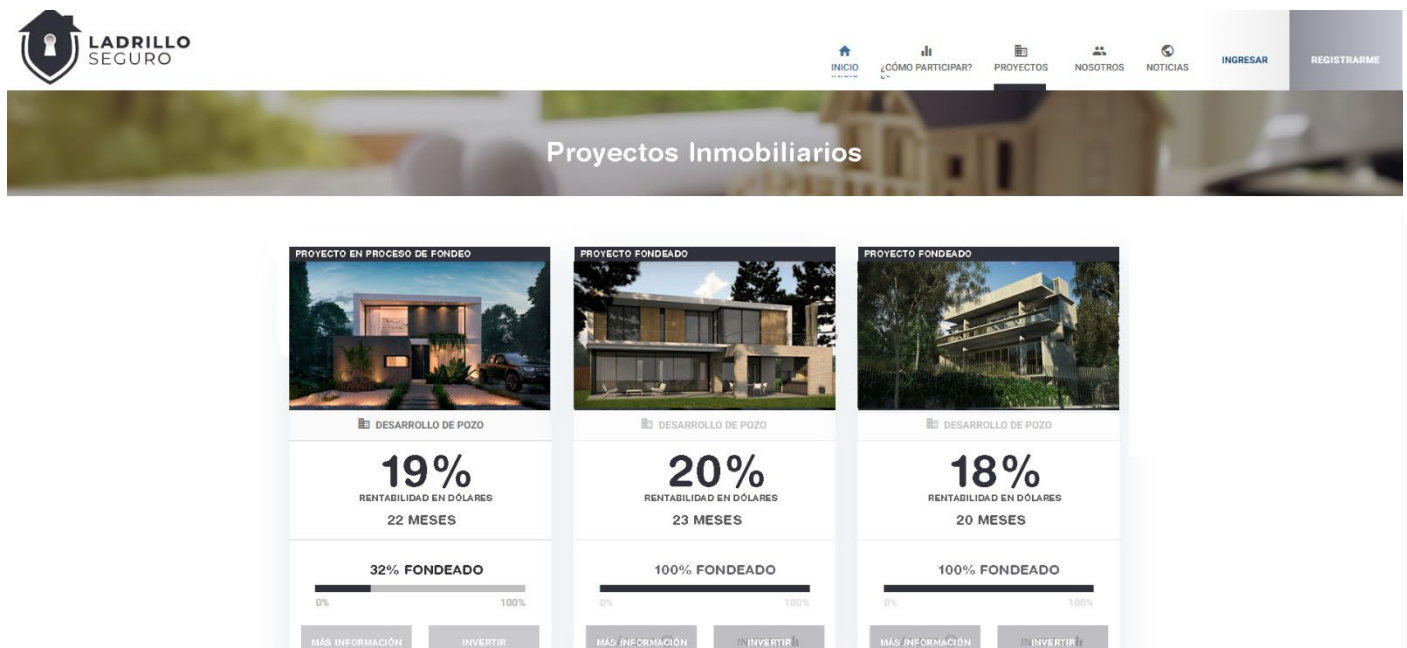 LADRILLO
SEGURO
INICIO
¿CÓMO PARTICIPAR?
PROYECTOS
NOSOTROS
NOTICIAS
INGRESAR
REGISTRARME
Proyectos Inmobiliarios
PROYECTO EN PROCESO DE FONDEO
DESARROLLO DE POZO
19%
RENTABILIDAD EN DÓLARES
22 MESES
32% FONDEADO
0% 100%
MÁS INFORMACIÓN INVERTIR
PROYECTO FONDEADO
DESARROLLO DE POZO
20%
RENTABILIDAD EN DÓLARES
23 MESES
100% FONDEADO
0% 100%
MÁS INFORMACIÓN INVERTIR
PROYECTO FONDEADO
DESARROLLO DE POZO
18%
RENTABILIDAD EN DÓLARES
20 MESES
100% FONDEADO
0% 100%
MÁS INFORMACIÓN INVERTIR